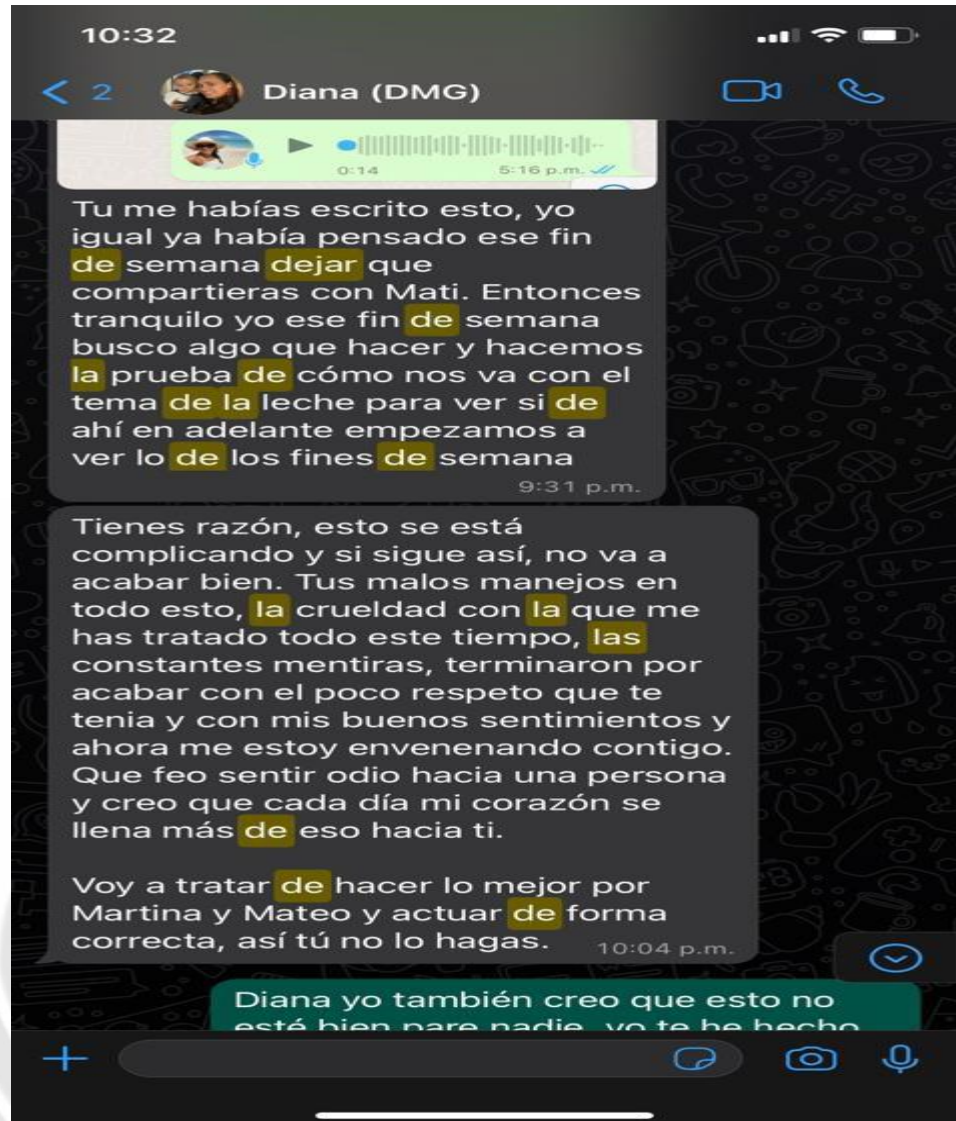 10:32
2 Diana (DMG)
0:14 5:16 p.m.
Tu me habías escrito esto, yo
igual ya había pensado ese fin
de semana dejar que
compartieras con Mati. Entonces
tranquilo yo ese fin de semana
busco algo que hacer y hacemos
la prueba de cómo nos va con el
tema de la leche para ver si de
ahí en adelante empezamos a
ver lo de los fines de semana
9:31 p.m.
Tienes razón, esto se está
complicando y si sigue así, no va a
acabar bien. Tus malos manejos en
todo esto, la crueldad con la que me
has tratado todo este tiempo, las
constantes mentiras, terminaron por
acabar con el poco respeto que te
tenia y con mis buenos sentimientos y
ahora me estoy envenenando contigo.
Que feo sentir odio hacia una persona
y creo que cada día mi corazón se
llena más de eso hacia ti.
Voy a tratar de hacer lo mejor por
Martina y Mateo y actuar de forma
correcta, así tú no lo hagas. 10:04 p.m.
Diana yo también creo que esto no
esté bien pare nadie, yo te he hecho